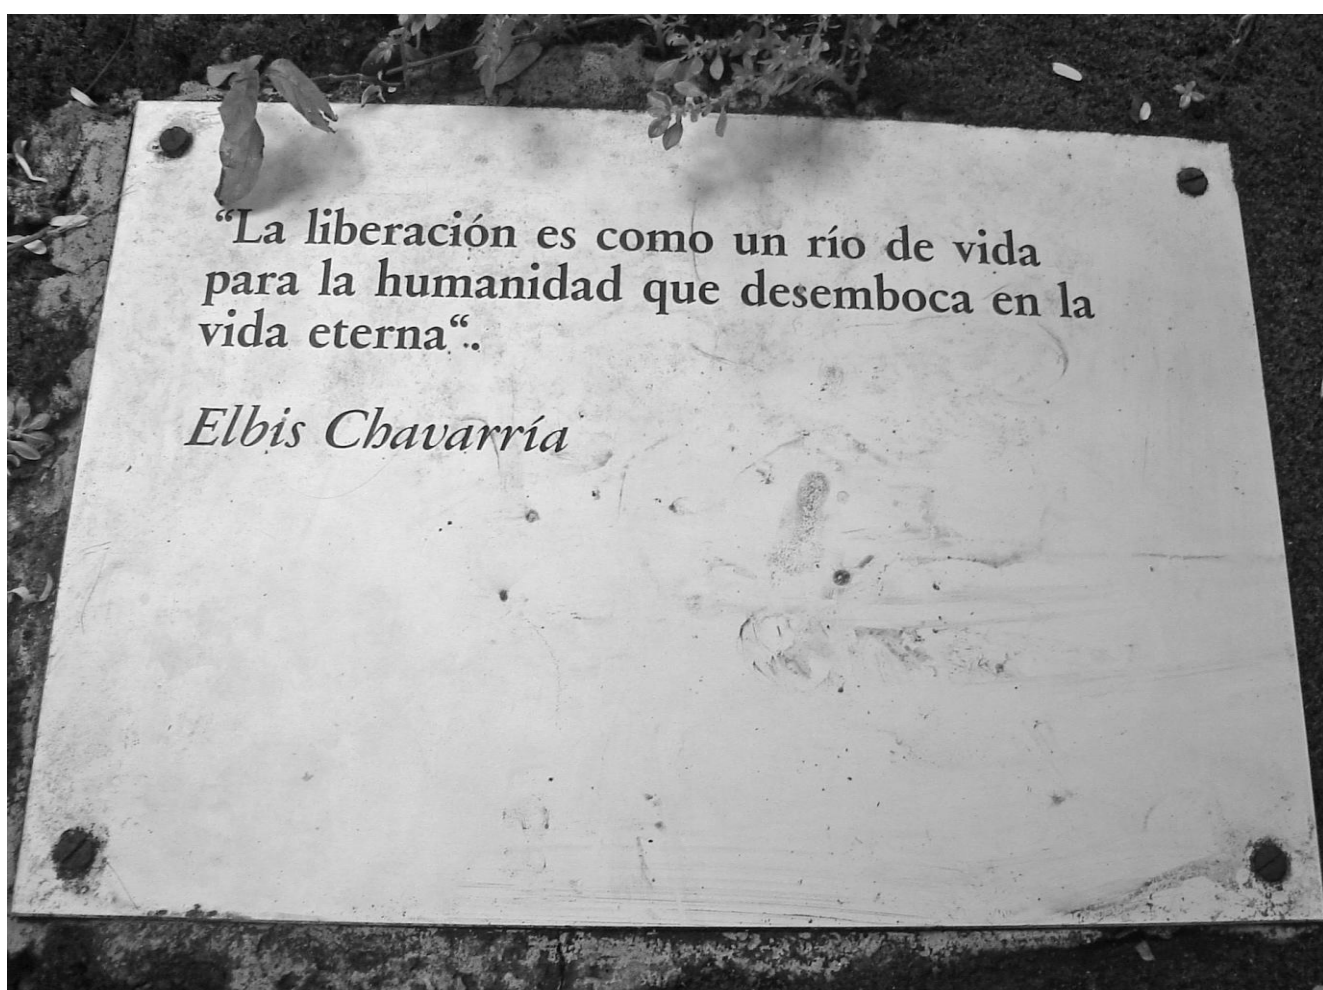 “La liberación es como un río de vida
para la humanidad que desemboca en la
vida eterna“.
Elbis Chavarría